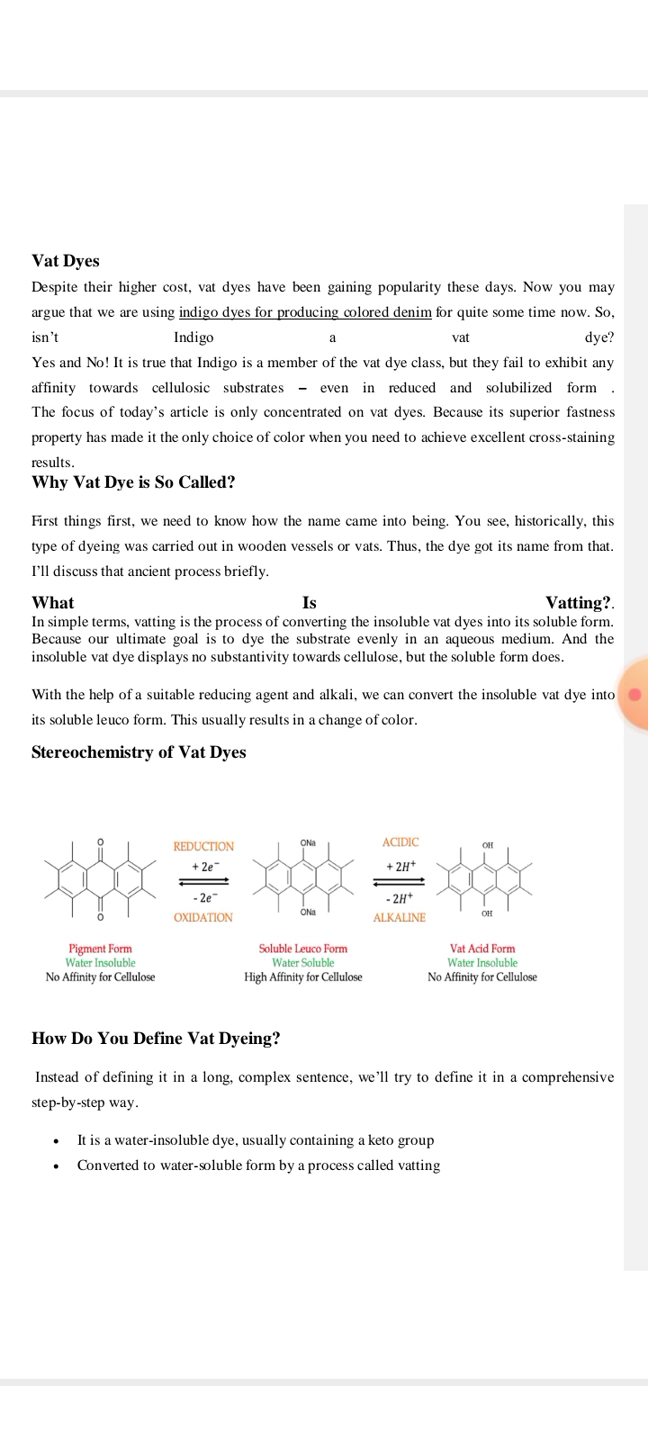 Vat Dyes
Despite their higher cost, vat dyes have been gaining popularity these days. Now you may
argue that we are using indigo dyes for producing colored denim for quite some time now. So,
isn't Indigo a vat dye?
Yes and No! It is true that Indigo is a member of the vat dye class, but they fail to exhibit any
affinity towards cellulosic substrates – even in reduced and solubilized form .
The focus of today's article is only concentrated on vat dyes. Because its superior fastness
property has made it the only choice of color when you need to achieve excellent cross-staining
results.
Why Vat Dye is So Called?
First things first, we need to know how the name came into being. You see, historically, this
type of dyeing was carried out in wooden vessels or vats. Thus, the dye got its name from that.
I'll discuss that ancient process briefly.
What Is Vatting?.
In simple terms, vatting is the process of converting the insoluble vat dyes into its soluble form.
Because our ultimate goal is to dye the substrate evenly in an aqueous medium. And the
insoluble vat dye displays no substantivity towards cellulose, but the soluble form does.
With the help of a suitable reducing agent and alkali, we can convert the insoluble vat dye into
its soluble leuco form. This usually results in a change of color.
Stereochemistry of Vat Dyes
O
O
REDUCTION
+ 2e⁻
- 2e⁻
OXIDATION
ONa
ONa
ACIDIC
+ 2H⁺
- 2H⁺
ALKALINE
OH
OH
Pigment Form
Water Insoluble
No Affinity for Cellulose
Soluble Leuco Form
Water Soluble
High Affinity for Cellulose
Vat Acid Form
Water Insoluble
No Affinity for Cellulose
How Do You Define Vat Dyeing?
Instead of defining it in a long, complex sentence, we'll try to define it in a comprehensive
step-by-step way.
• It is a water-insoluble dye, usually containing a keto group
• Converted to water-soluble form by a process called vatting